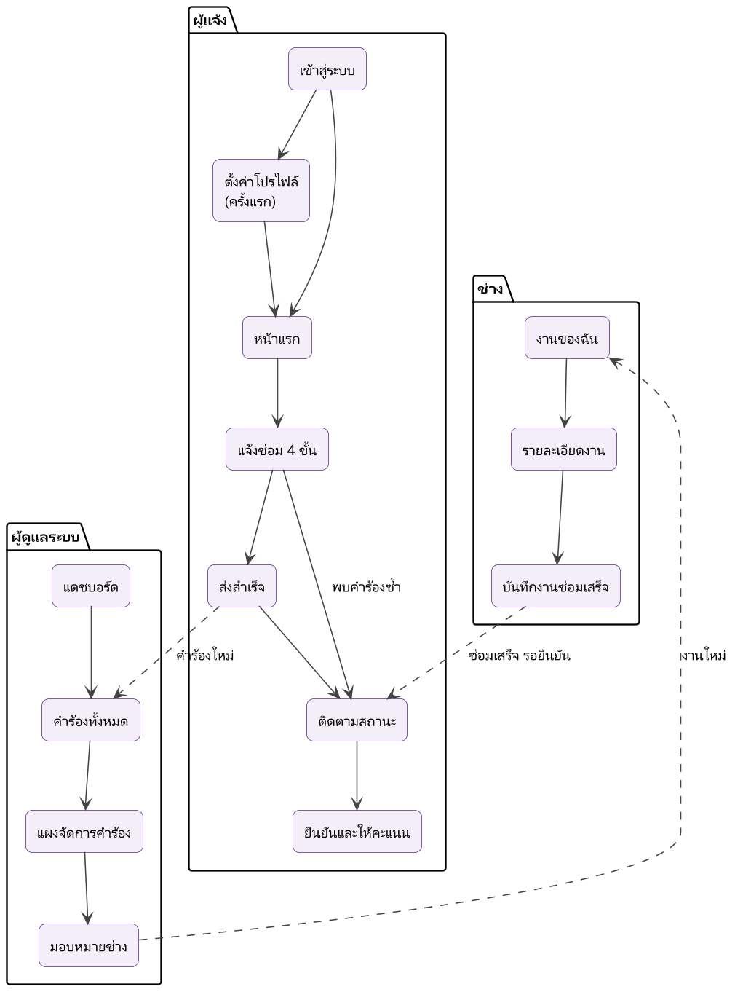 ผู้แจ้ง
เข้าสู่ระบบ
ตั้งค่าโปรไฟล์
(ครั้งแรก)
หน้าแรก
แจ้งซ่อม 4 ขั้น
ส่งสำเร็จ
พบคำร้องซ้ำ
ติดตามสถานะ
ยืนยันและให้คะแนน
ช่าง
งานของฉัน
รายละเอียดงาน
บันทึกงานซ่อมเสร็จ
ผู้ดูแลระบบ
แดชบอร์ด
คำร้องใหม่
คำร้องทั้งหมด
แผงจัดการคำร้อง
มอบหมายช่าง
ซ่อมเสร็จ รอยืนยัน
งานใหม่